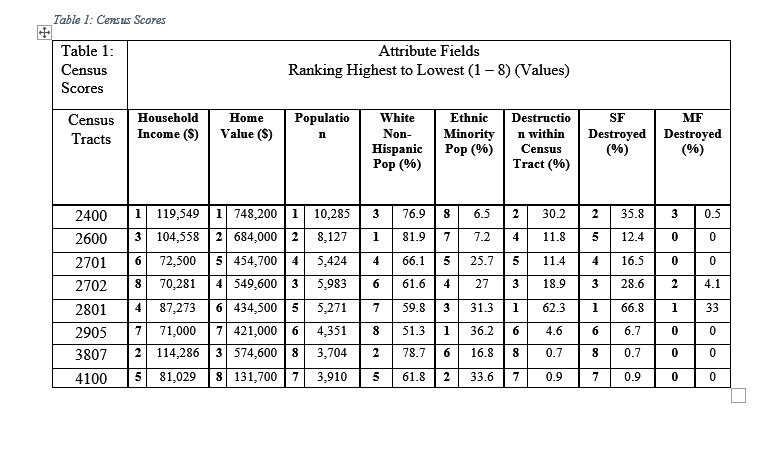 Table 1: Census Scores
Table 1: Census Scores
Attribute Fields
Ranking Highest to Lowest (1 – 8) (Values)
Census Tracts Household Income ($) Home Value ($) Populatio n White Non- Hispanic Pop (%) Ethnic Minority Pop (%) Destructio n within Census Tract (%) SF Destroyed (%) MF Destroyed (%)
2400 1 119,549 1 748,200 1 10,285 3 76.9 8 6.5 2 30.2 2 35.8 3 0.5
2600 3 104,558 2 684,000 2 8,127 1 81.9 7 7.2 4 11.8 5 12.4 0 0
2701 6 72,500 5 454,700 4 5,424 4 66.1 5 25.7 5 11.4 4 16.5 0 0
2702 8 70,281 4 549,600 3 5,983 6 61.6 4 27 3 18.9 3 28.6 2 4.1
2801 4 87,273 6 434,500 5 5,271 7 59.8 3 31.3 1 62.3 1 66.8 1 33
2905 7 71,000 7 421,000 6 4,351 8 51.3 1 36.2 6 4.6 6 6.7 0 0
3807 2 114,286 3 574,600 8 3,704 2 78.7 6 16.8 8 0.7 8 0.7 0 0
4100 5 81,029 8 131,700 7 3,910 5 61.8 2 33.6 7 0.9 7 0.9 0 0